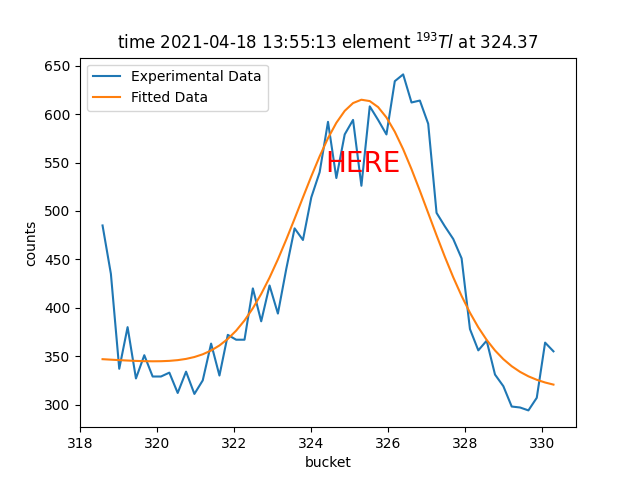 time 2021-04-18 13:55:13 element ¹⁹³Tl at 324.37
Experimental Data
Fitted Data
HERE
counts
650
600
550
500
450
400
350
300
318 320 322 324 326 328 330
bucket